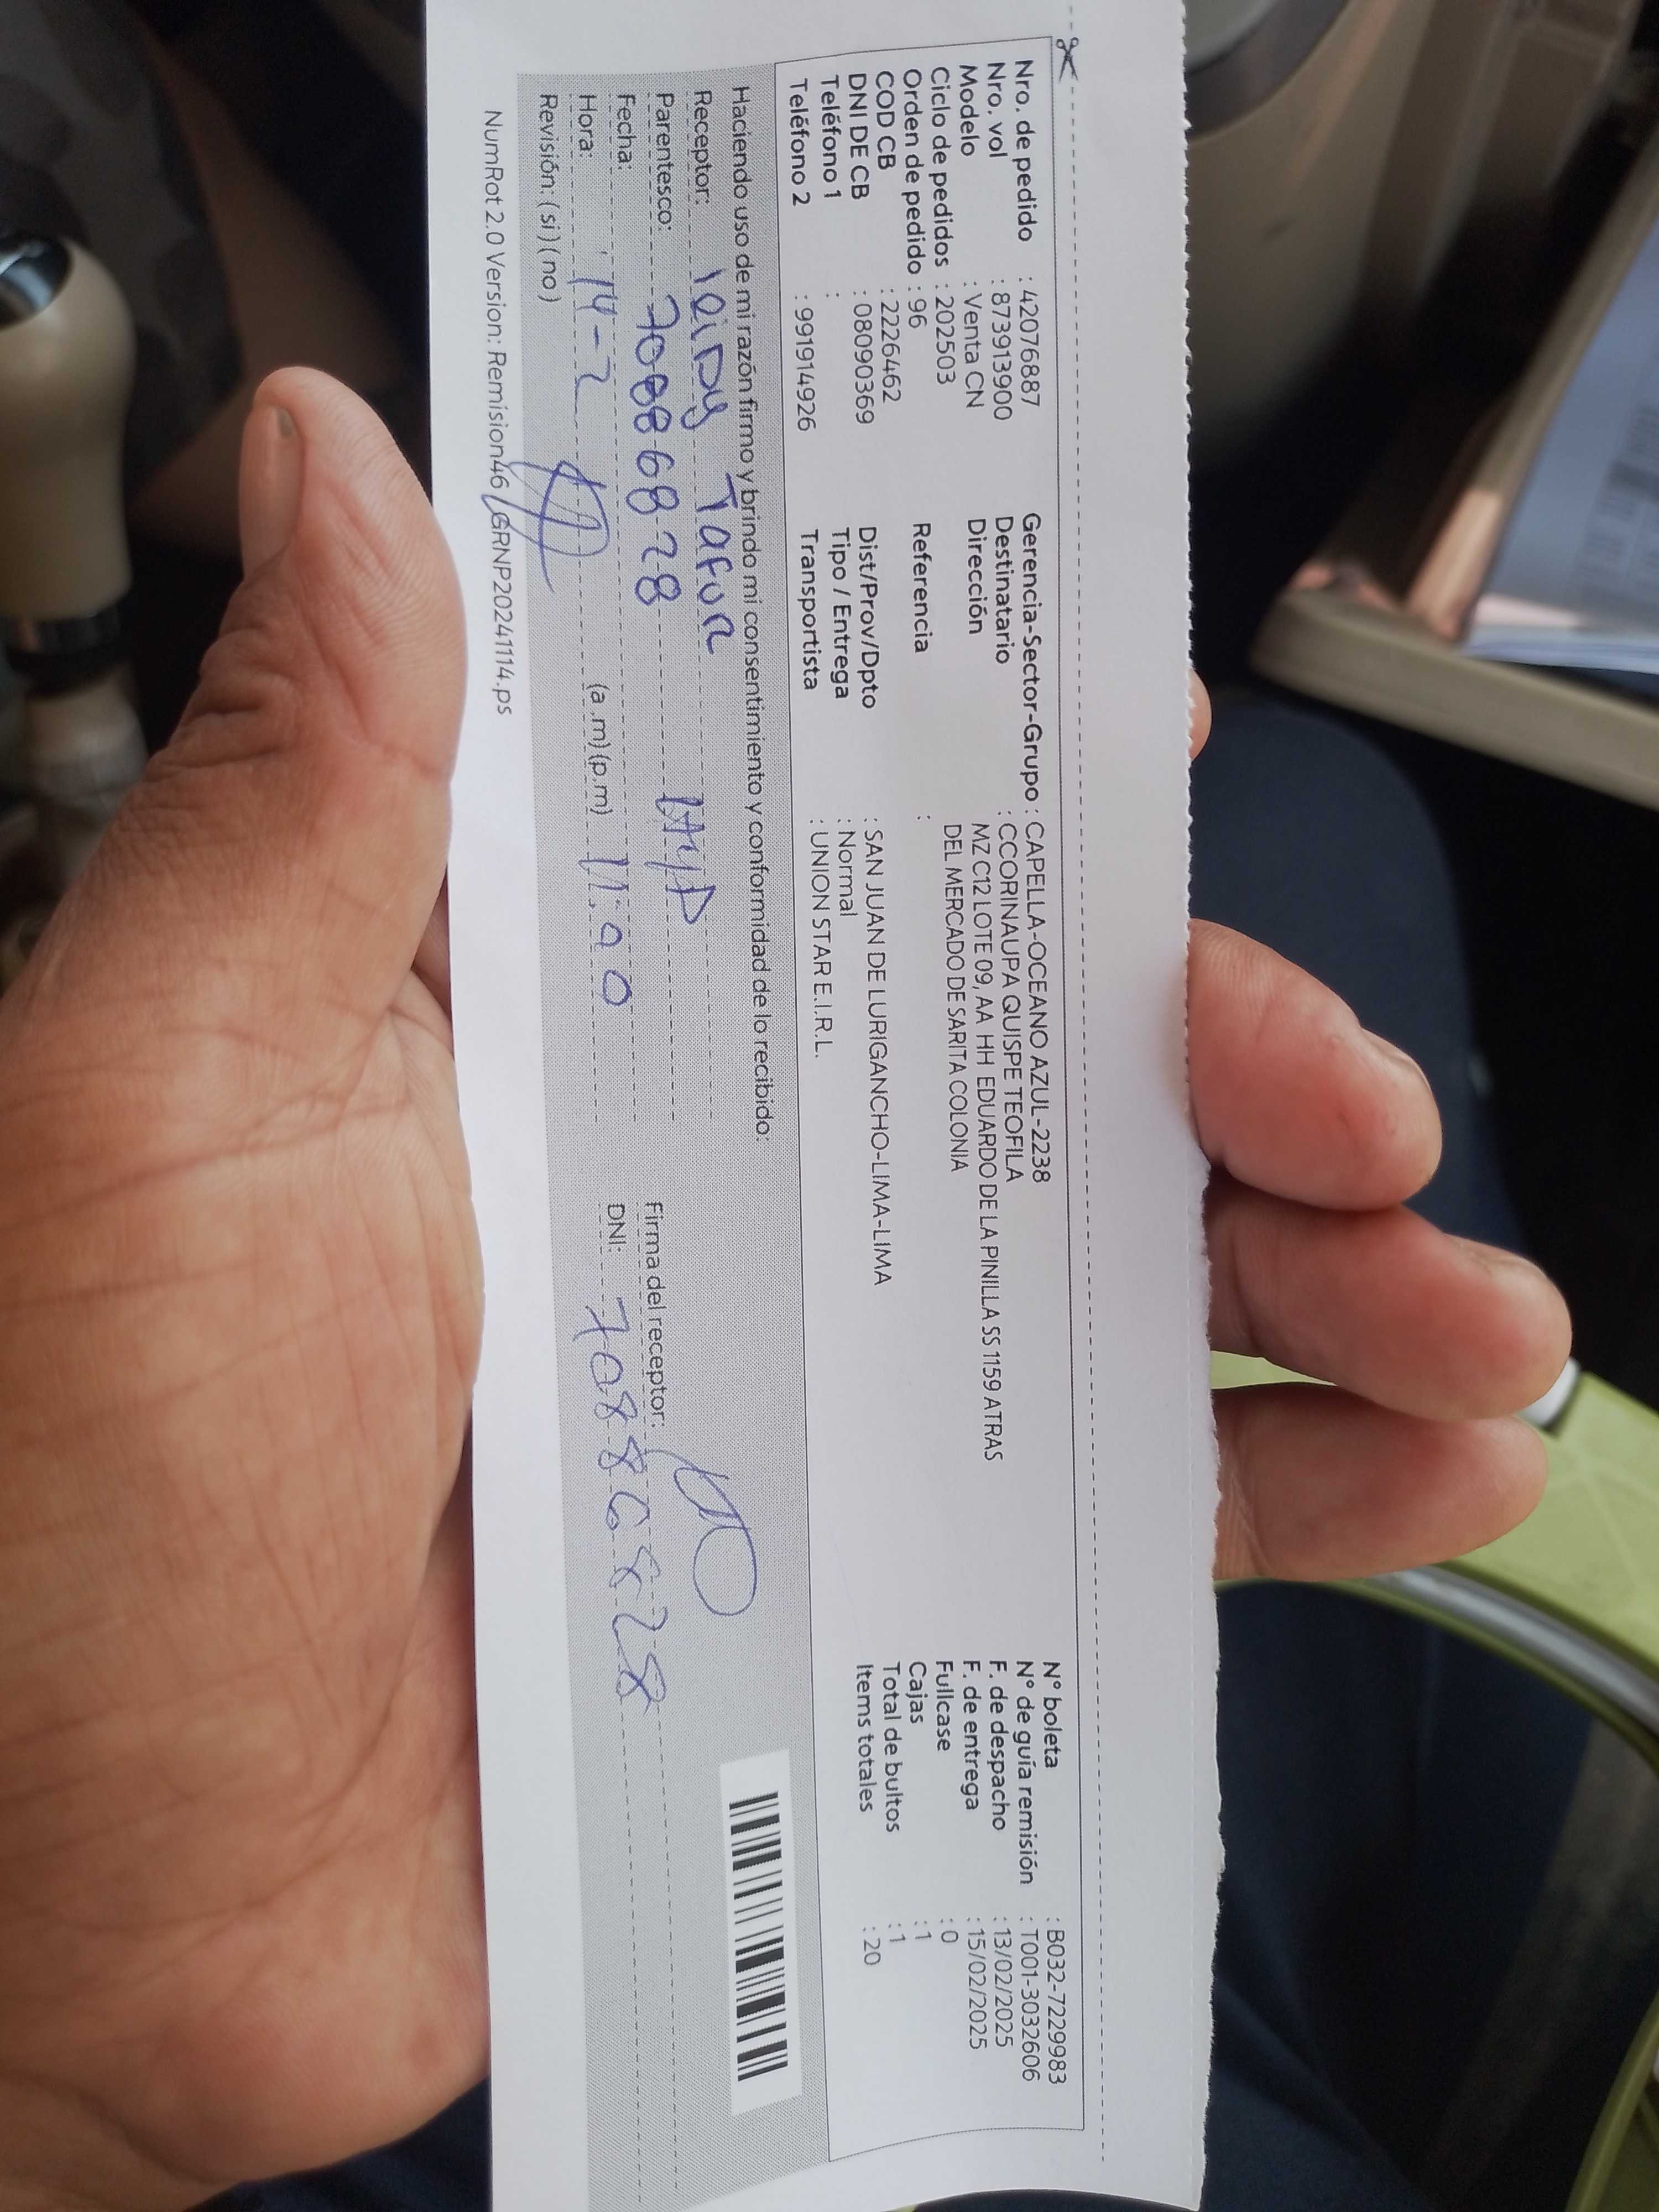 Nro. de pedido : 42076887
Nro. vol : 873913900
Modelo : Venta CN
Ciclo de pedidos : 202503
Orden de pedido : 96
COD CB : 2226462
DNI DE CB : 08090369
Teléfono 1 :
Teléfono 2 : 991914926
Gerencia-Sector-Grupo : CAPELLA-OCEANO AZUL-2238
Destinatario : CCORINAUPA QUISPE TEOFILA
Dirección MZ C12 LOTE 09, AA HH EDUARDO DE LA PINILLA SS 1159 ATRAS
DEL MERCADO DE SARITA COLONIA
Referencia :
Dist/Prov/Dpto : SAN JUAN DE LURIGANCHO-LIMA-LIMA
Tipo / Entrega : Normal
Transportista : UNION STAR E.I.R.L.
N° boleta : B032-7229983
N° de guía remisión : T001-3032606
F. de despacho : 13/02/2025
F. de entrega : 15/02/2025
Fullcase : 0
Cajas : 1
Total de bultos : 1
Items totales : 20
Haciendo uso de mi razón firmo y brindo mi consentimiento y conformidad de lo recibido:
Receptor: leidy Tafur
Parentesco: 70886828
Fecha:
Hora: 14-2 (a.m) (p.m) 11:00
Revisión: ( si ) ( no )
Firma del receptor:
DNI: 70886828
NumRot 2.0 Version: Remision46 GRNP20241114.ps